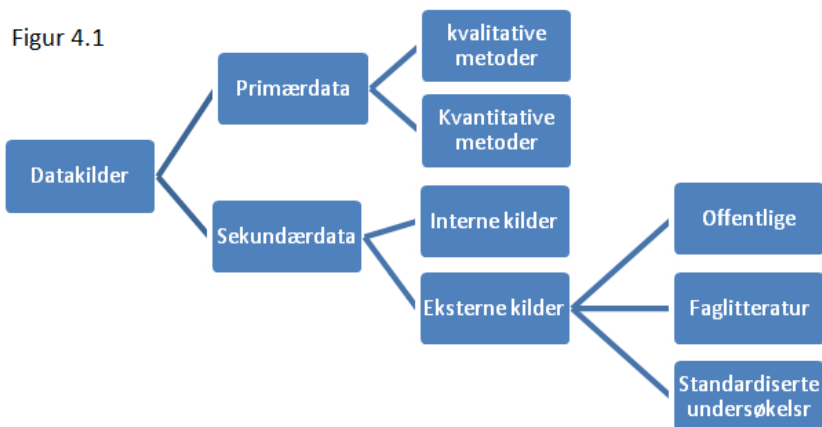 Figur 4.1
kvalitative
metoder
Primærdata
Kvantitative
metoder
Datakilder
Offentlige
Interne kilder
Sekundærdata
Eksterne kilder
Faglitteratur
Standardiserte
undersøkelsr